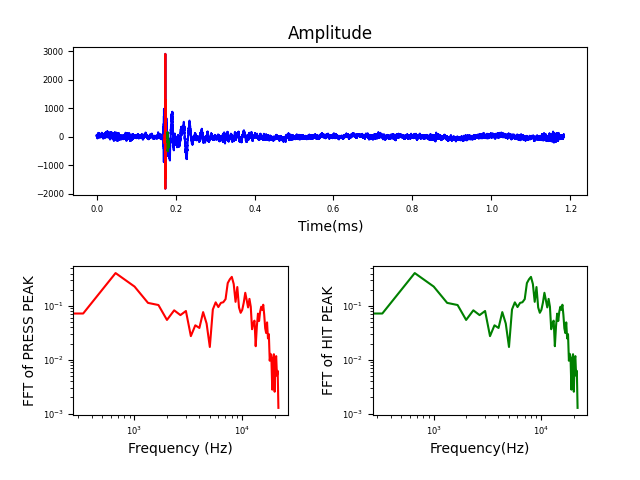 Amplitude
3000
2000
1000
0
−1000
−2000
0.0 0.2 0.4 0.6 0.8 1.0 1.2
Time(ms)
FFT of PRESS PEAK
10⁻¹
10⁻²
10⁻³
10³ 10⁴
Frequency (Hz)
FFT of HIT PEAK
10⁻¹
10⁻²
10⁻³
10³ 10⁴
Frequency(Hz)